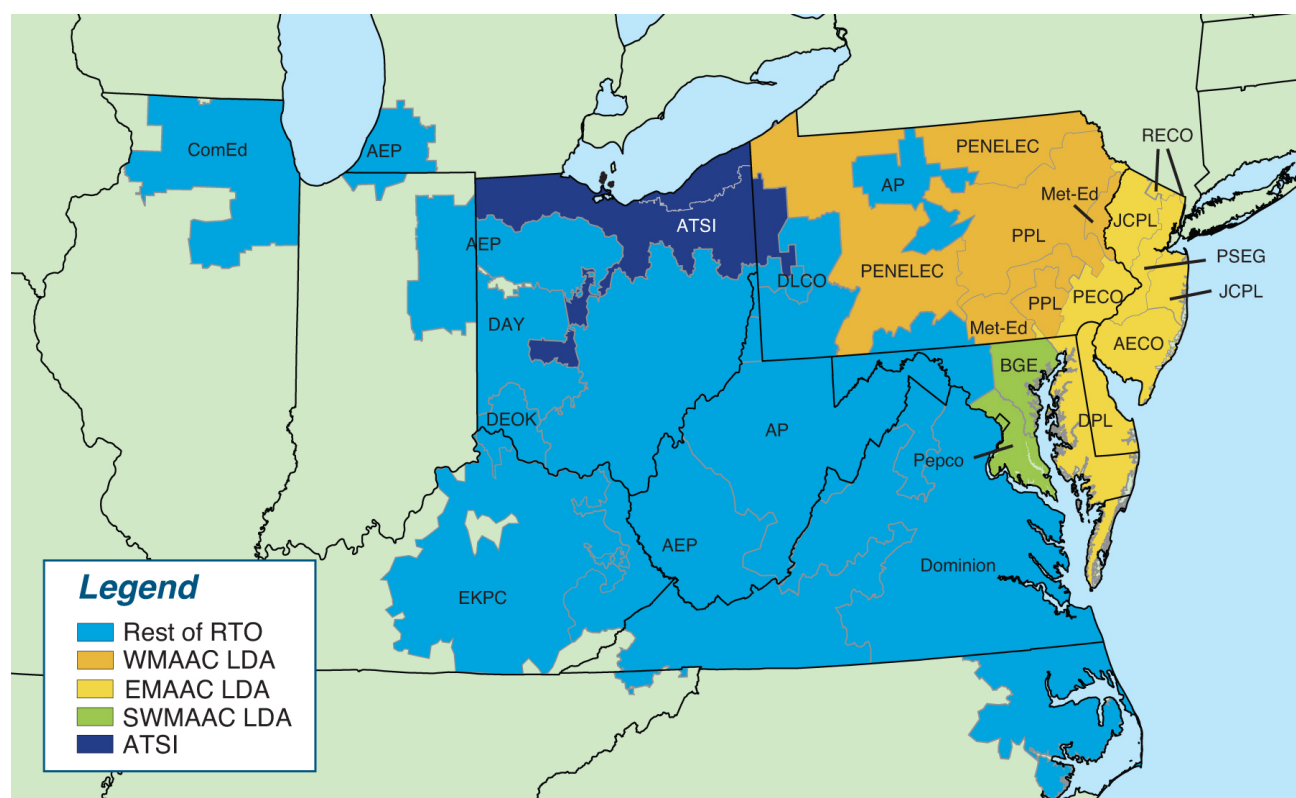 RECO
ComEd
PENELEC
AEP
AP
Met-Ed
JCPL
ATSI
PPL
AEP
PSEG
PENELEC
DLCO
JCPL
PECO
PPL
DAY
Met-Ed
AECO
BGE
DEOK
DPL
AP
Pepco
AEP
Dominion
EKPC
Legend
Rest of RTO
WMAAC LDA
EMAAC LDA
SWMAAC LDA
ATSI